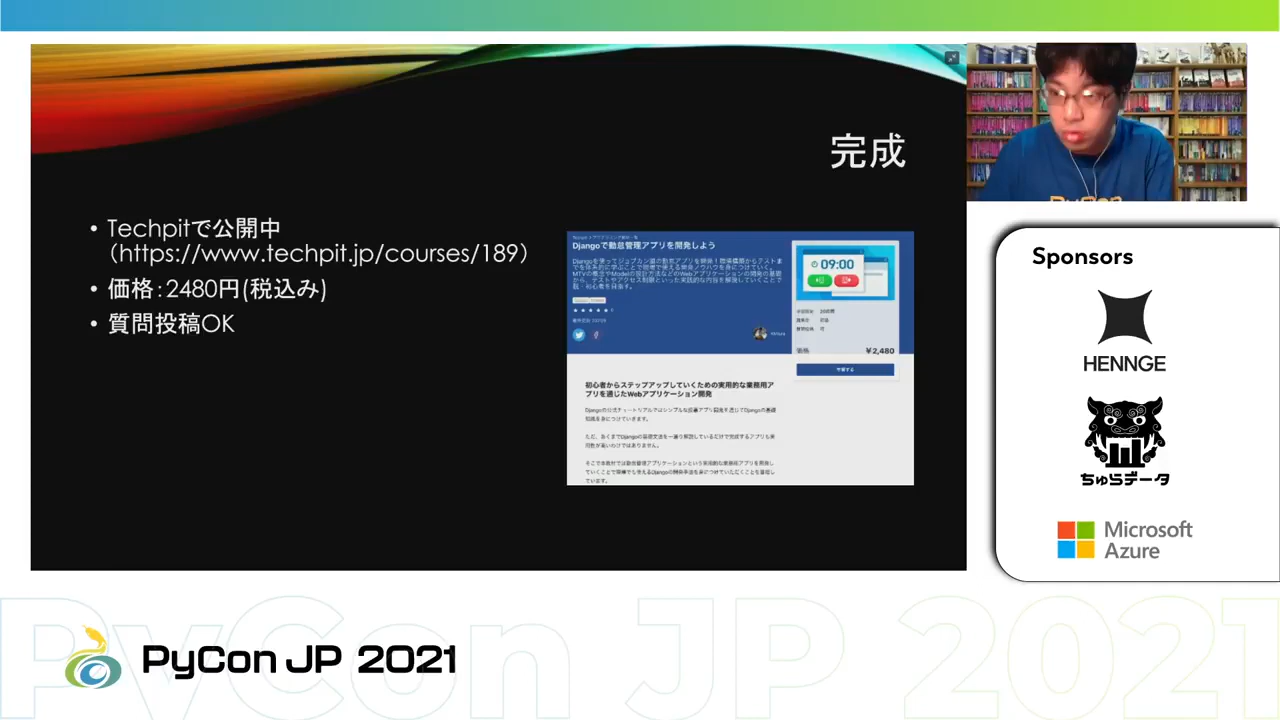 完成
• Techpitで公開中
（https://www.techpit.jp/courses/189）
• 価格：2480円(税込み)
• 質問投稿OK
Djangoで勤怠管理アプリを開発しよう
09:00
価格
¥2,480
初心者からステップアップしていくための実用的な業務用ア
プリを通じたWebアプリケーション開発
PyCon
Sponsors
HENNGE
ちゅらデータ
Microsoft
Azure
PyCon JP 2021
PyCon JP 2021